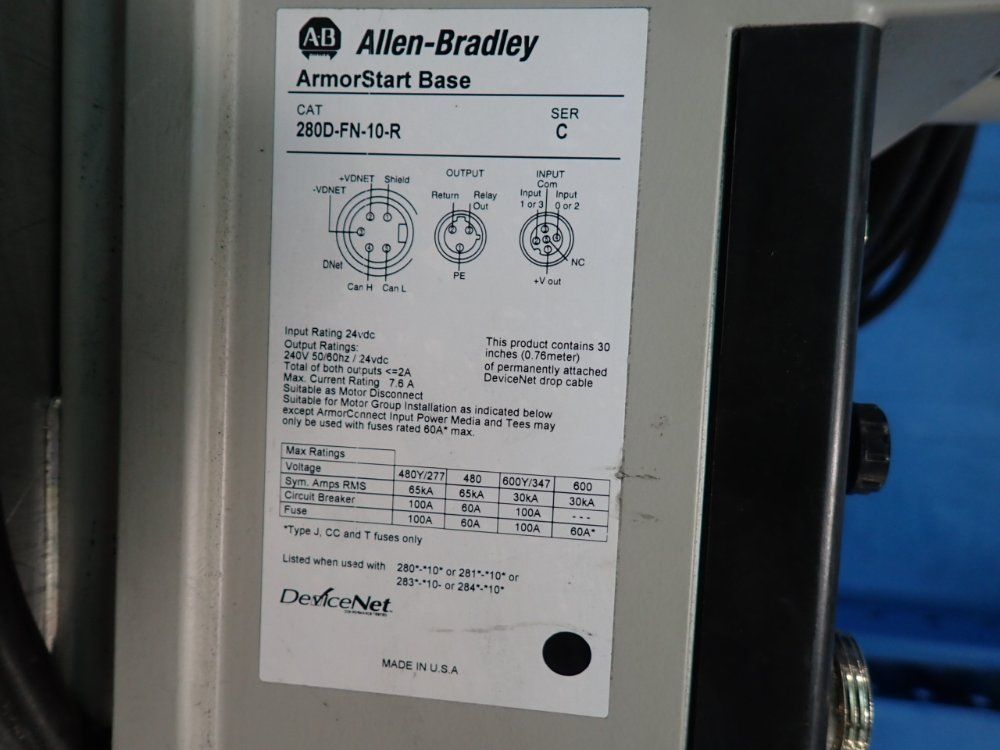 AB Allen-Bradley
ArmorStart Base
CAT SER
280D-FN-10-R C
+VDNET Shield
-VDNET
DNet
Can H Can L
OUTPUT
Return Relay
Out
PE
INPUT
Com
Input Input
1 or 3 0 or 2
NC
+V out
Input Rating 24vdc
Output Ratings:
240V 50/60hz / 24vdc
Total of both outputs <=2A
Max. Current Rating 7.6 A
Suitable as Motor Disconnect
Suitable for Motor Group Installation as indicated below
except ArmorConnect Input Power Media and Tees may
only be used with fuses rated 60A* max.
This product contains 30
inches (0.76meter)
of permanently attached
DeviceNet drop cable
Max Ratings
Voltage 480Y/277 480 600Y/347 600
Sym. Amps RMS 65kA 65kA 30kA 30kA
Circuit Breaker 100A 60A 100A ---
Fuse 100A 60A 100A 60A*
*Type J, CC and T fuses only
Listed when used with 280*-*10* or 281*-*10* or
283*-*10- or 284*-*10*
DeviceNet
MADE IN U.S.A